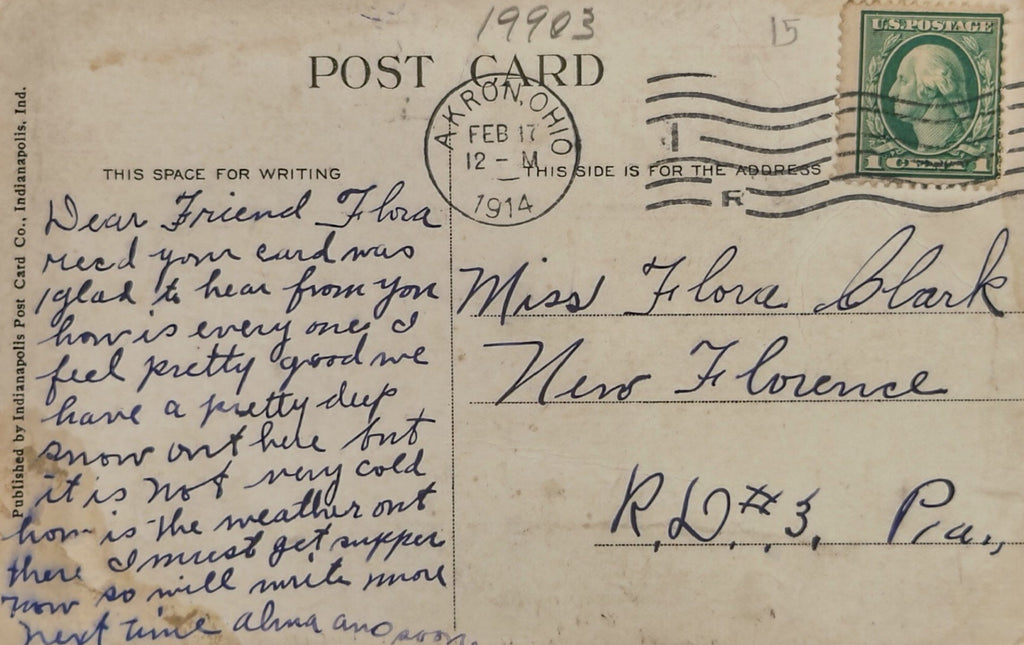 19903
15
U.S. POSTAGE
POST CARD
AKRON, OHIO
FEB 17
12 - M
1914
1
R
1 CENT 1
THIS SPACE FOR WRITING
THIS SIDE IS FOR THE ADDRESS
Published by Indianapolis Post Card Co., Indianapolis, Ind.
Dear Friend Flora
recd your card was
glad to hear from you
how is every one I
feel pretty good we
have a pretty deep
snow out here but
it is not very cold
how is the weather out
there I must get supper
now so will write more
next time alma ano
Miss Flora Clark
New Florence
R.D.#3. Pa.,